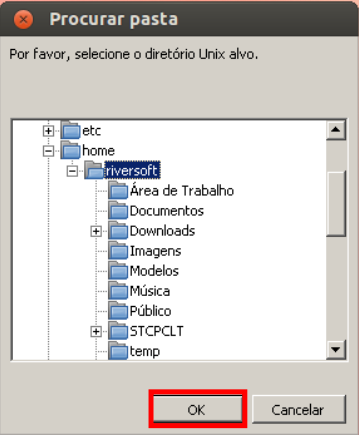 Procurar pasta
Por favor, selecione o diretório Unix alvo.
etc
home
riversoft
Área de Trabalho
Documentos
Downloads
Imagens
Modelos
Música
Público
STCPCLT
temp
OK Cancelar